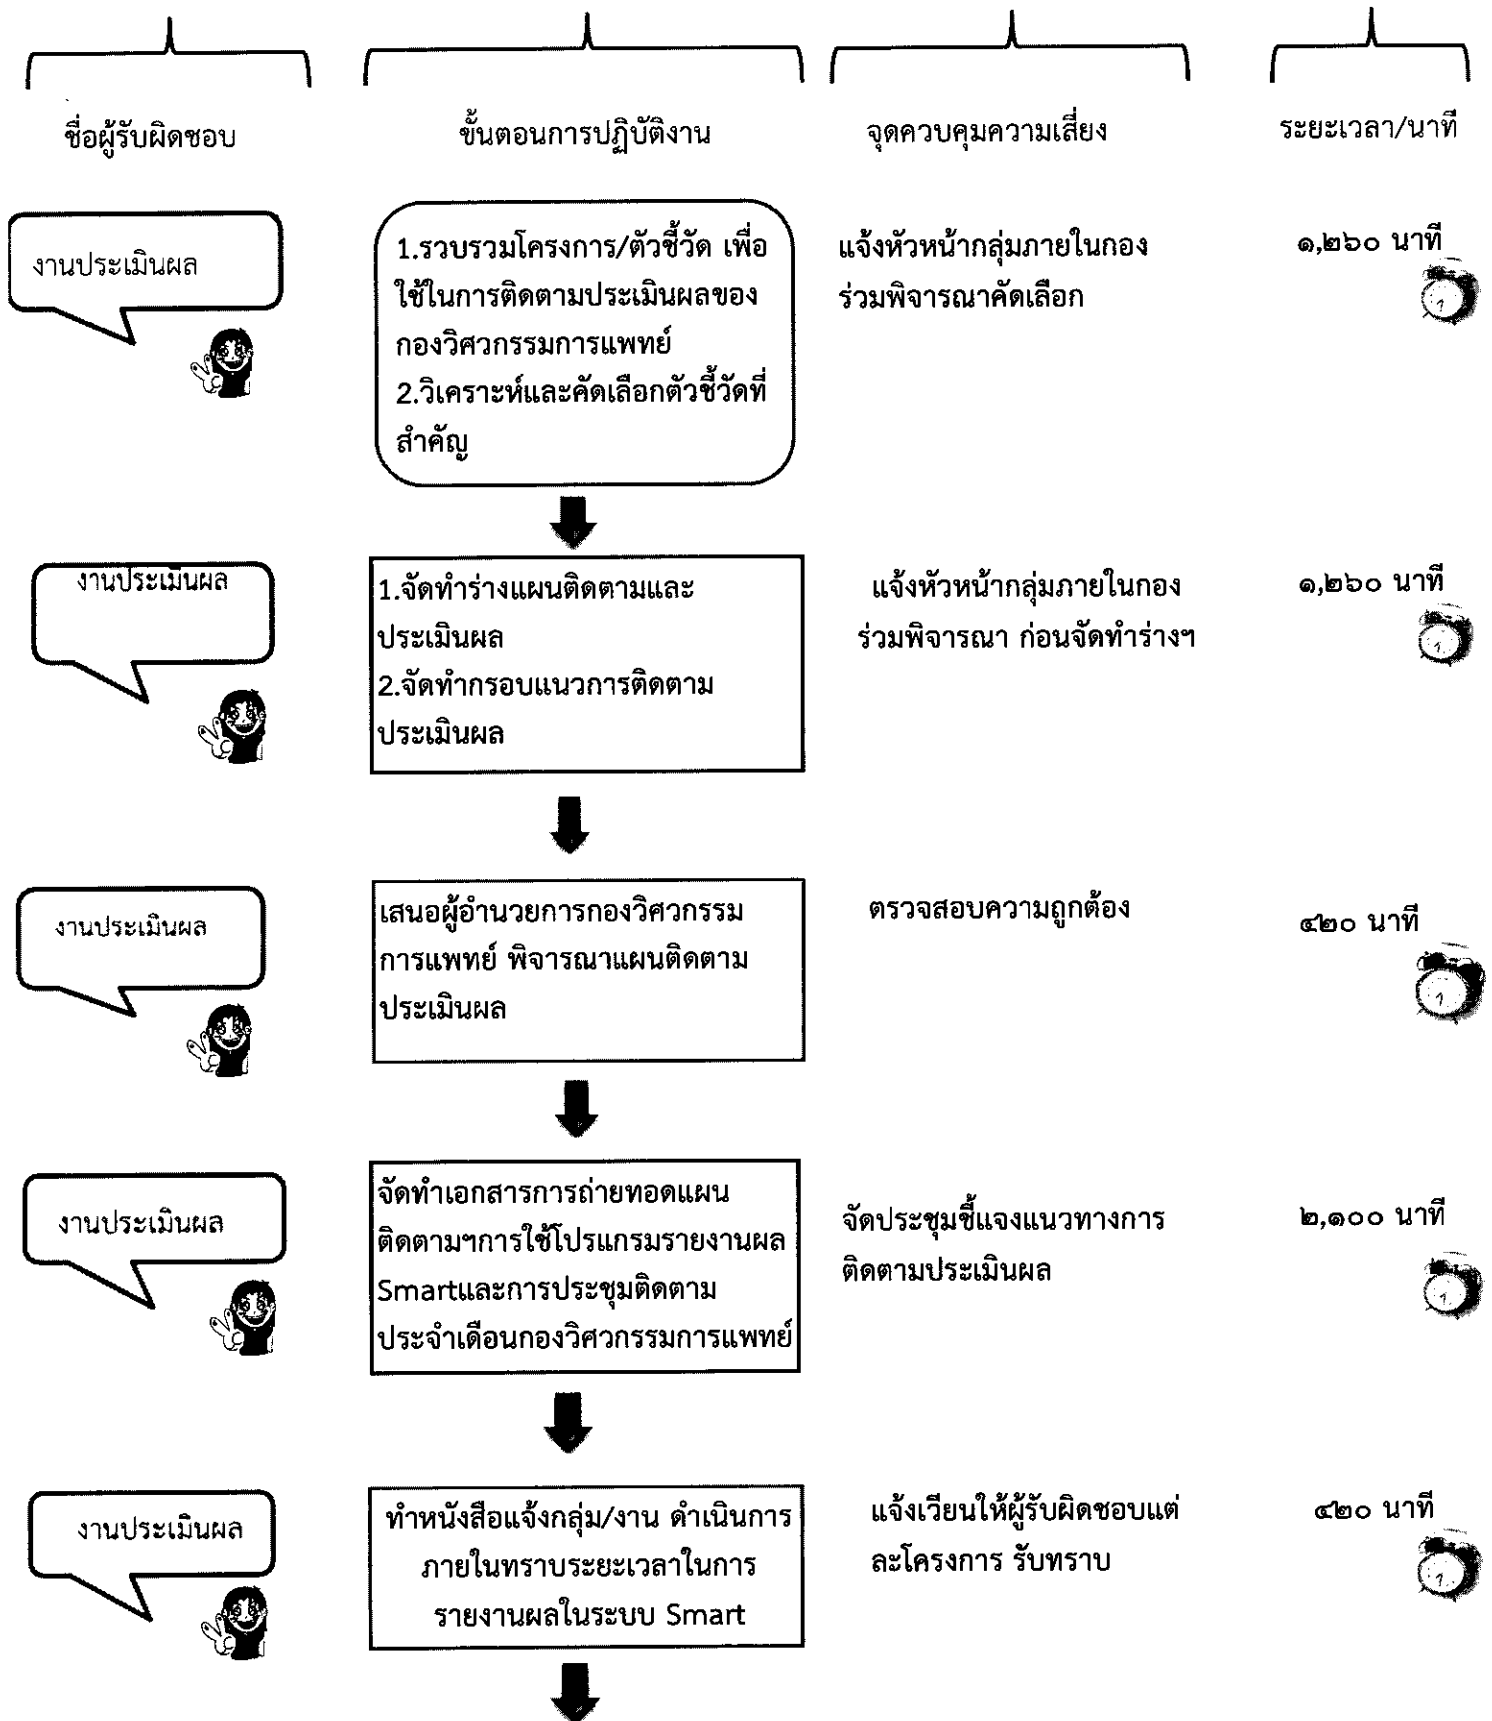 ชื่อผู้รับผิดชอบ
ขั้นตอนการปฏิบัติงาน
จุดควบคุมความเสี่ยง
ระยะเวลา/นาที
งานประเมินผล
1.รวบรวมโครงการ/ตัวชี้วัด เพื่อ
ใช้ในการติดตามประเมินผลของ
กองวิศวกรรมการแพทย์
2.วิเคราะห์และคัดเลือกตัวชี้วัดที่
สำคัญ
แจ้งหัวหน้ากลุ่มภายในกอง
ร่วมพิจารณาคัดเลือก
๑,๒๖๐ นาที
งานประเมินผล
1.จัดทำร่างแผนติดตามและ
ประเมินผล
2.จัดทำกรอบแนวการติดตาม
ประเมินผล
แจ้งหัวหน้ากลุ่มภายในกอง
ร่วมพิจารณา ก่อนจัดทำร่างฯ
๑,๒๖๐ นาที
งานประเมินผล
เสนอผู้อำนวยการกองวิศวกรรม
การแพทย์ พิจารณาแผนติดตาม
ประเมินผล
ตรวจสอบความถูกต้อง
๔๒๐ นาที
งานประเมินผล
จัดทำเอกสารการถ่ายทอดแผน
ติดตามฯการใช้โปรแกรมรายงานผล
Smartและการประชุมติดตาม
ประจำเดือนกองวิศวกรรมการแพทย์
จัดประชุมชี้แจงแนวทางการ
ติดตามประเมินผล
๒,๑๐๐ นาที
งานประเมินผล
ทำหนังสือแจ้งกลุ่ม/งาน ดำเนินการ
ภายในทราบระยะเวลาในการ
รายงานผลในระบบ Smart
แจ้งเวียนให้ผู้รับผิดชอบแต่
ละโครงการ รับทราบ
๔๒๐ นาที